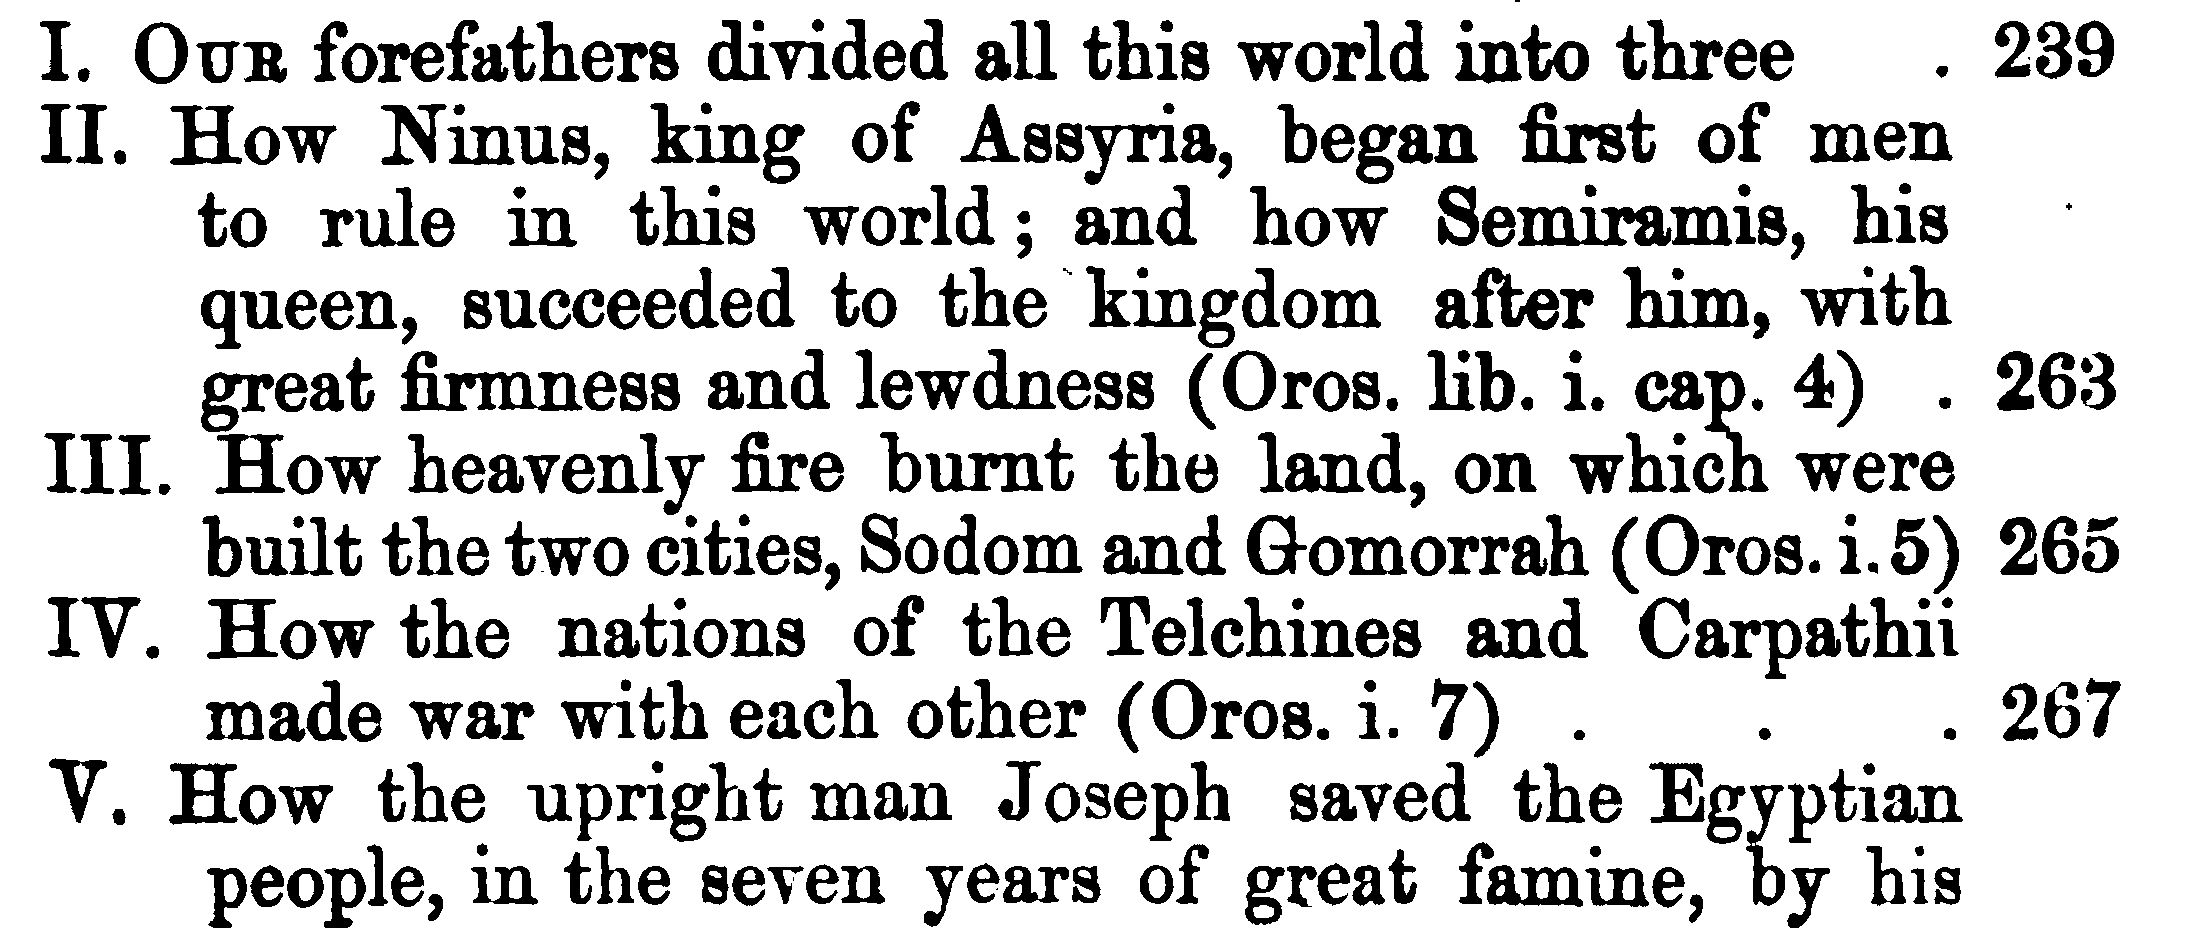 I. OUR forefathers divided all this world into three . 239
II. How Ninus, king of Assyria, began first of men
to rule in this world ; and how Semiramis, his
queen, succeeded to the kingdom after him, with
great firmness and lewdness (Oros. lib. i. cap. 4) . 263
III. How heavenly fire burnt the land, on which were
built the two cities, Sodom and Gomorrah (Oros. i. 5) 265
IV. How the nations of the Telchines and Carpathii
made war with each other (Oros. i. 7) . . . 267
V. How the upright man Joseph saved the Egyptian
people, in the seven years of great famine, by his